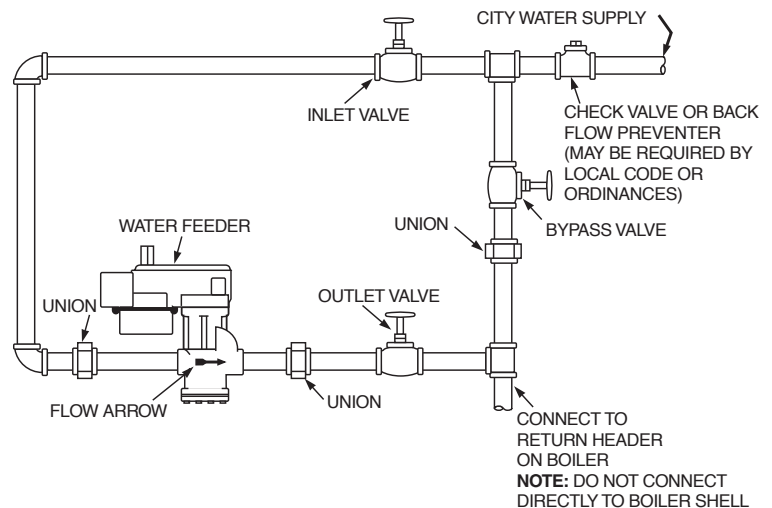 CITY WATER SUPPLY
INLET VALVE
CHECK VALVE OR BACK
FLOW PREVENTER
(MAY BE REQUIRED BY
LOCAL CODE OR
ORDINANCES)
WATER FEEDER
UNION
BYPASS VALVE
UNION
OUTLET VALVE
FLOW ARROW
UNION
CONNECT TO
RETURN HEADER
ON BOILER
NOTE: DO NOT CONNECT
DIRECTLY TO BOILER SHELL